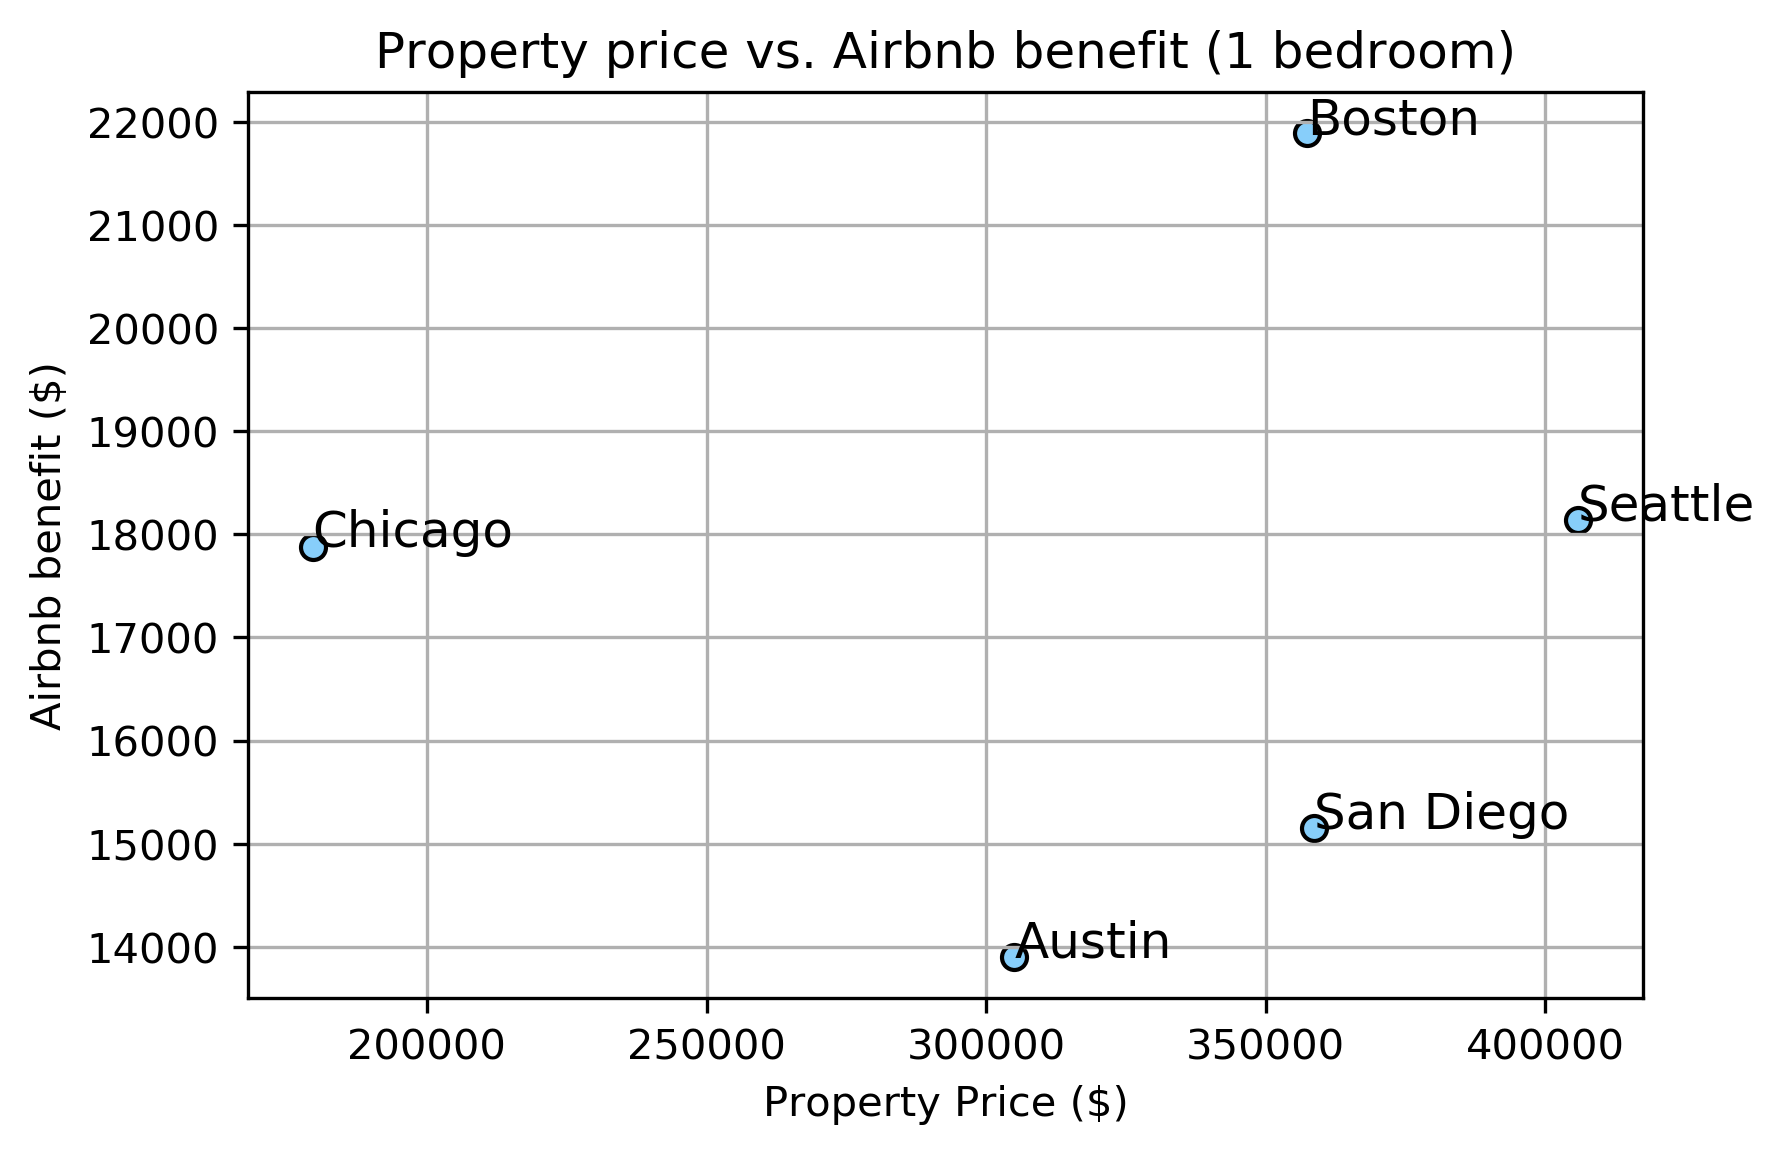 Property price vs. Airbnb benefit (1 bedroom)
Airbnb benefit ($)
22000
21000
20000
19000
18000
17000
16000
15000
14000
Boston
Seattle
Chicago
San Diego
Austin
200000 250000 300000 350000 400000
Property Price ($)